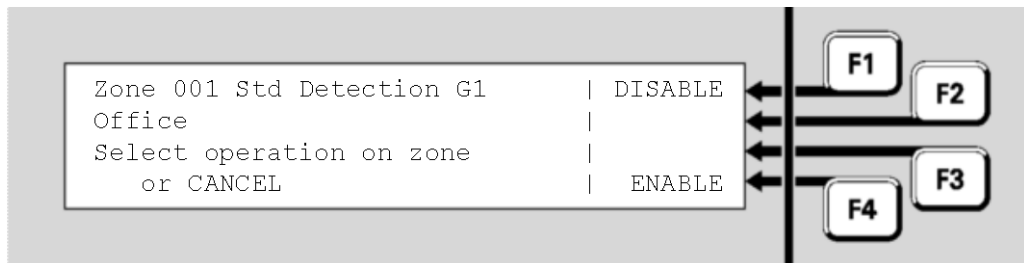 Zone 001 Std Detection G1 | DISABLE
Office |
Select operation on zone |
or CANCEL | ENABLE
F1
F2
F3
F4